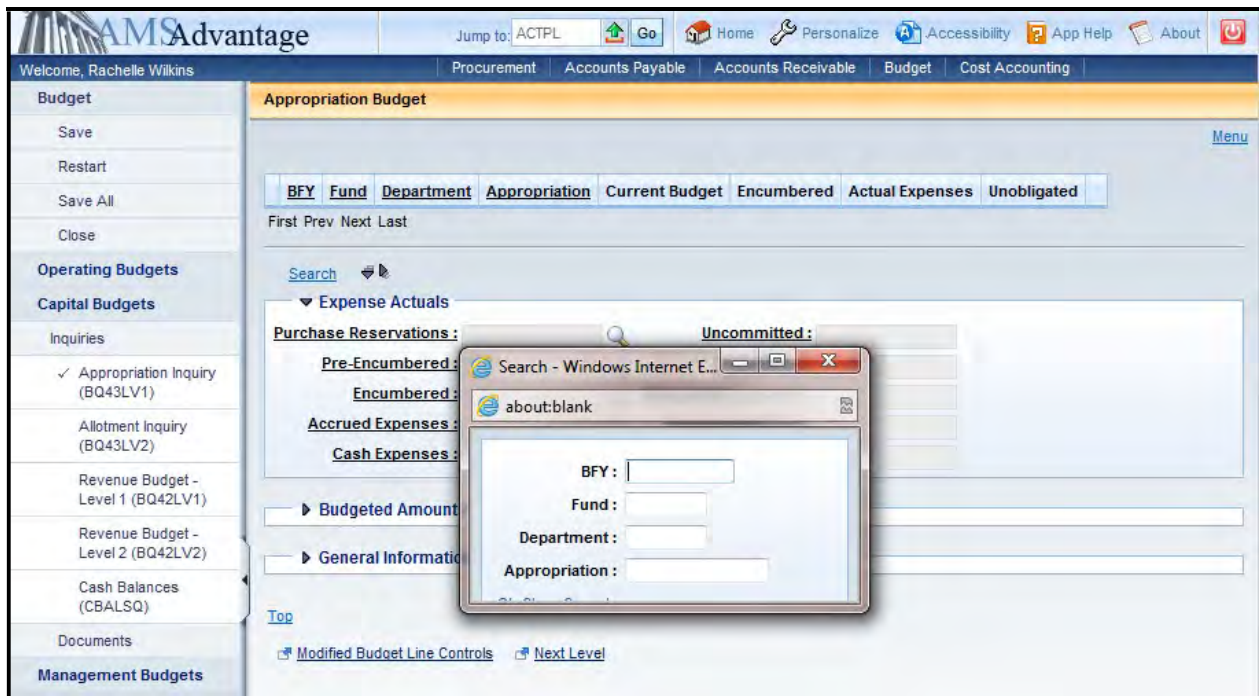 AMSAdvantage
Jump to: ACTPL Go Home Personalize Accessibility App Help About
Welcome, Rachelle Wilkins
Procurement Accounts Payable Accounts Receivable Budget Cost Accounting
Budget
Save
Restart
Save All
Close
Operating Budgets
Capital Budgets
Inquiries
Appropriation Inquiry
(BQ43LV1)
Allotment Inquiry
(BQ43LV2)
Revenue Budget -
Level 1 (BQ42LV1)
Revenue Budget -
Level 2 (BQ42LV2)
Cash Balances
(CBALSQ)
Documents
Management Budgets
Appropriation Budget
Menu
BFY Fund Department Appropriation Current Budget Encumbered Actual Expenses Unobligated
First Prev Next Last
Search
Expense Actuals
Purchase Reservations : Uncommitted :
Pre-Encumbered :
Encumbered :
Accrued Expenses :
Cash Expenses :
Budgeted Amount
General Informatio
Top
Modified Budget Line Controls Next Level
Search - Windows Internet E...
about:blank
BFY :
Fund :
Department :
Appropriation :